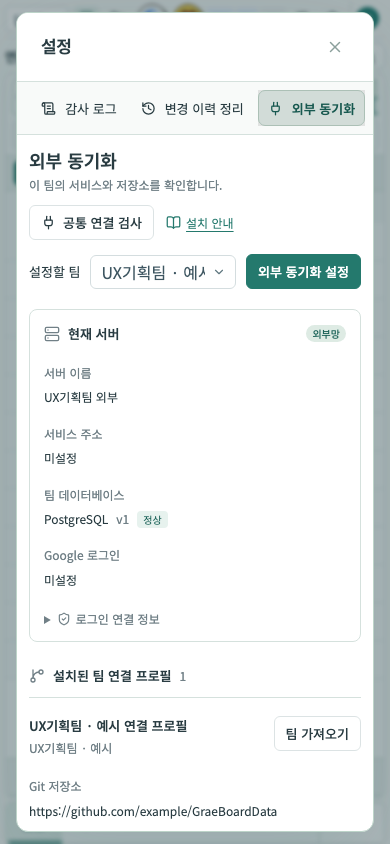 설정
감사 로그
변경 이력 정리
외부 동기화
외부 동기화
이 팀의 서비스와 저장소를 확인합니다.
공통 연결 검사
설치 안내
설정할 팀
UX기획팀 · 예시
외부 동기화 설정
현재 서버
외부망
서버 이름
UX기획팀 외부
서비스 주소
미설정
팀 데이터베이스
PostgreSQL v1 정상
Google 로그인
미설정
로그인 연결 정보
설치된 팀 연결 프로필 1
UX기획팀 · 예시 연결 프로필
UX기획팀 · 예시
팀 가져오기
Git 저장소
https://github.com/example/GraeBoardData